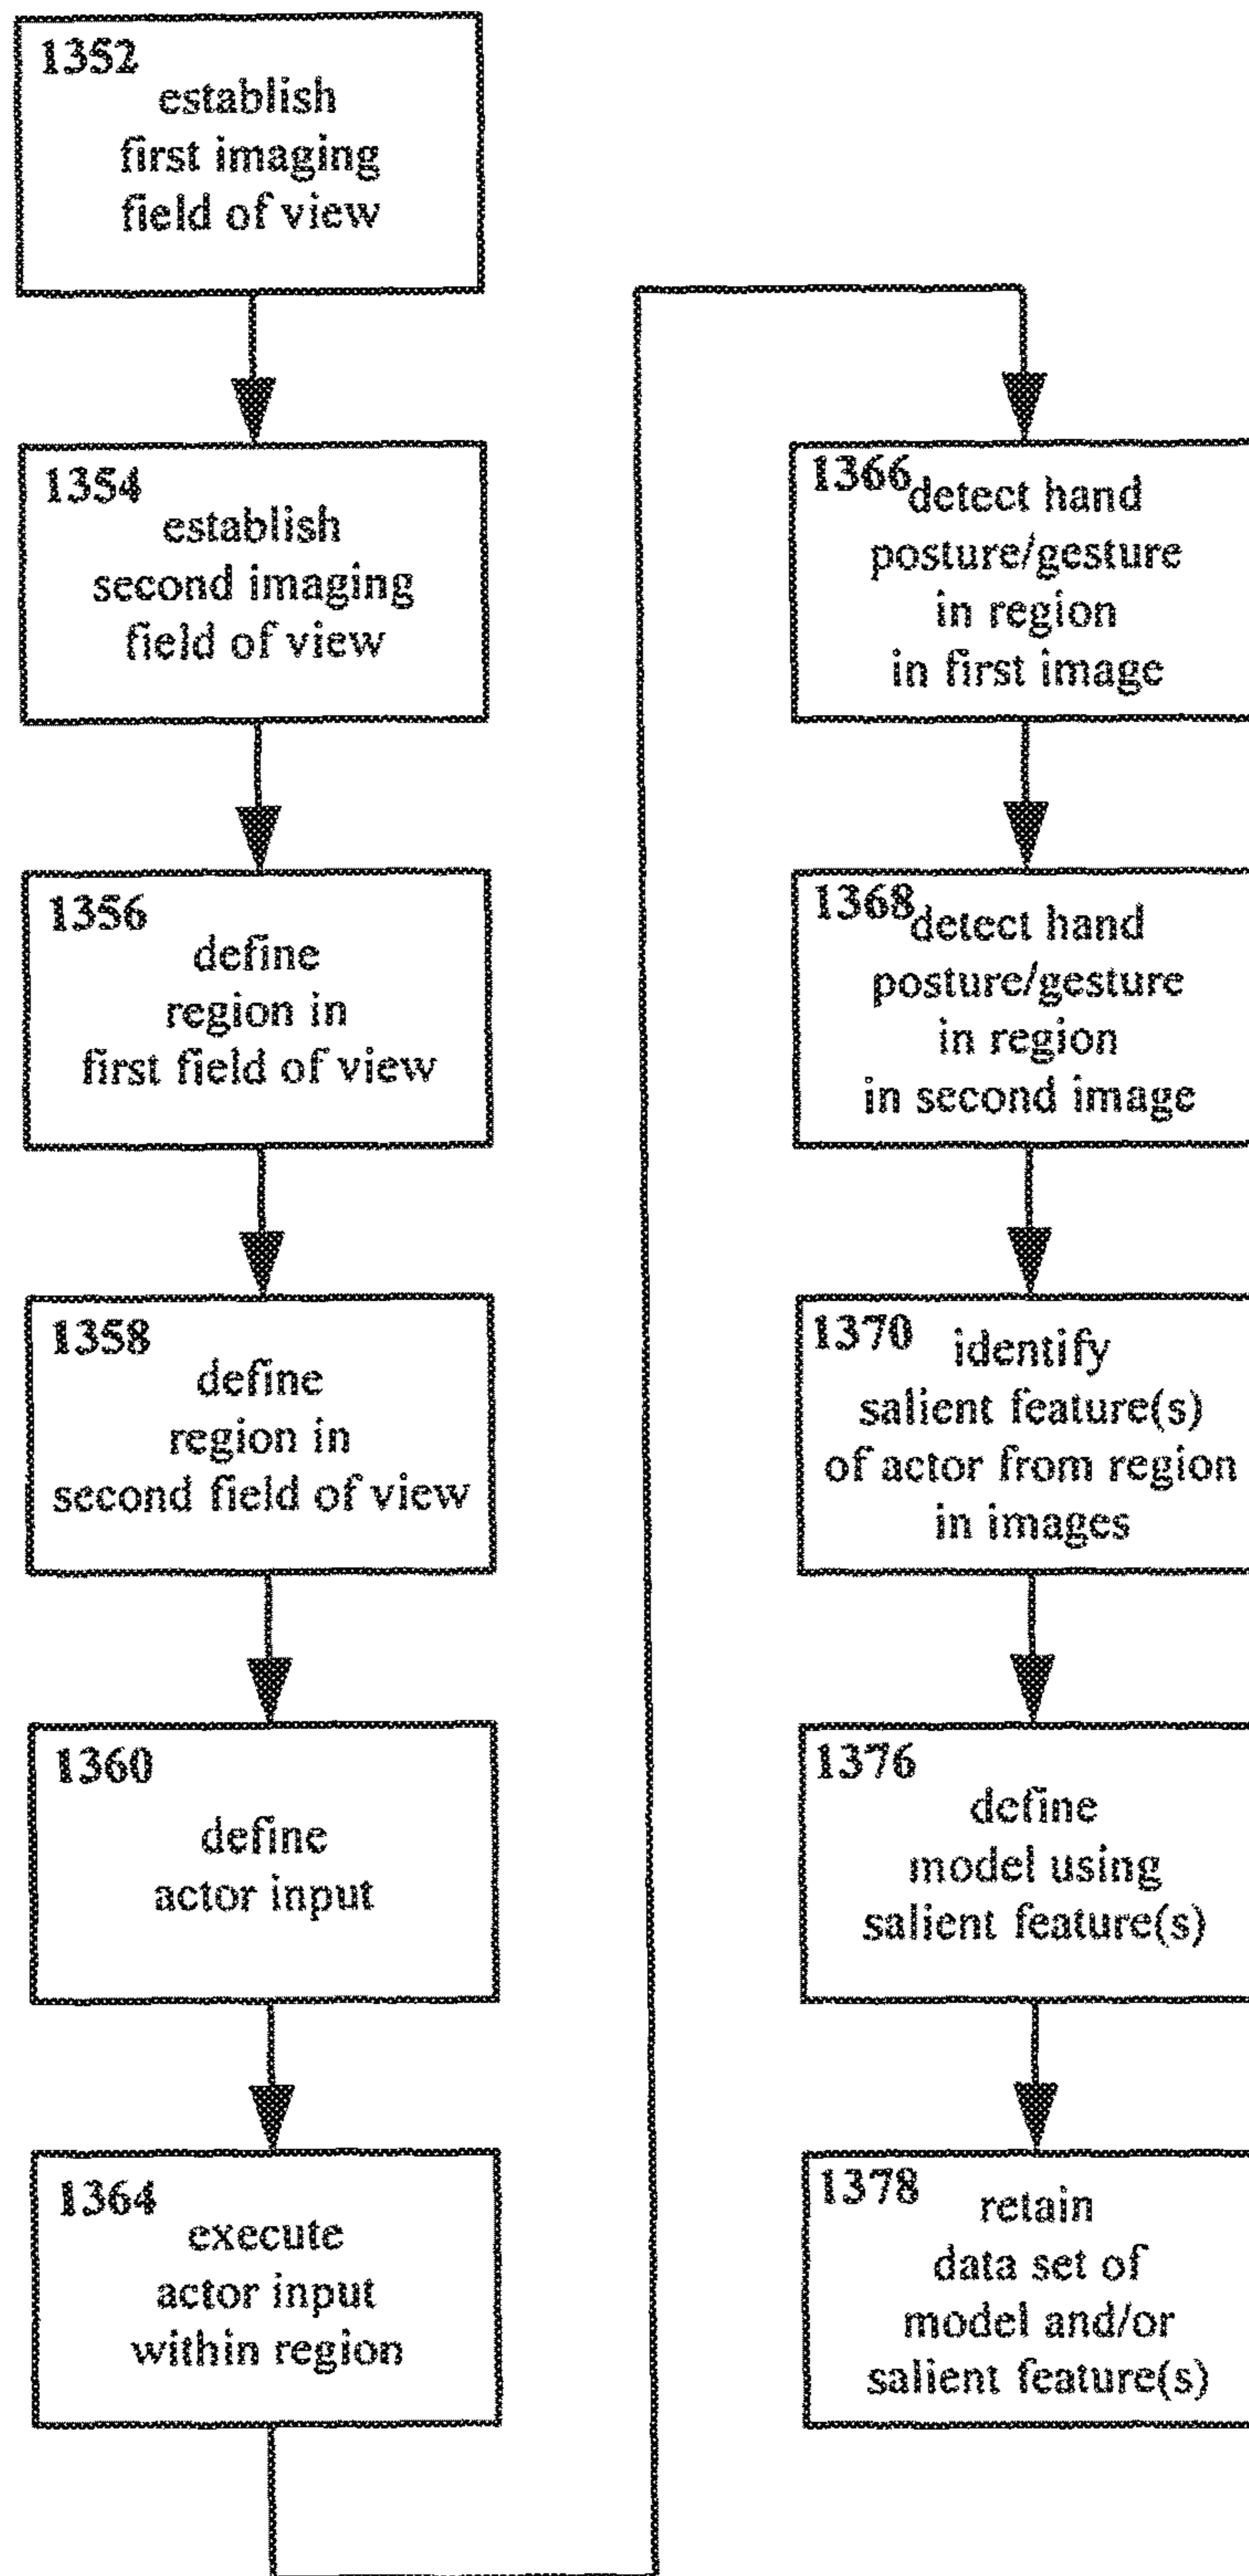 1352
establish
first imaging
field of view
1354
establish
second imaging
field of view
1356
define
region in
first field of view
1358
define
region in
second field of view
1360
define
actor input
1364
execute
actor input
within region
1366
detect hand
posture/gesture
in region
in first image
1368
detect hand
posture/gesture
in region
in second image
1370
identify
salient feature(s)
of actor from region
in images
1376
define
model using
salient feature(s)
1378
retain
data set of
model and/or
salient feature(s)